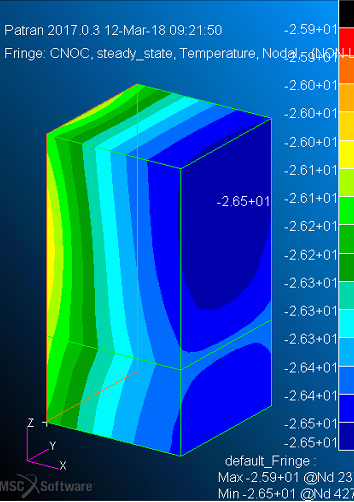 Patran 2017.0.3 12-Mar-18 09:21:50
Fringe: CNOC, steady_state, Temperature, Nodal, (NON-L
-2.59+01
-2.59+01
-2.60+01
-2.60+01
-2.60+01
-2.61+01
-2.61+01
-2.62+01
-2.62+01
-2.63+01
-2.63+01
-2.63+01
-2.64+01
-2.64+01
-2.65+01
-2.65+01
-2.65+01
Z
Y
X
default_Fringe :
Max -2.59+01 @Nd 23
Min -2.65+01 @Nd 427
MSC Software